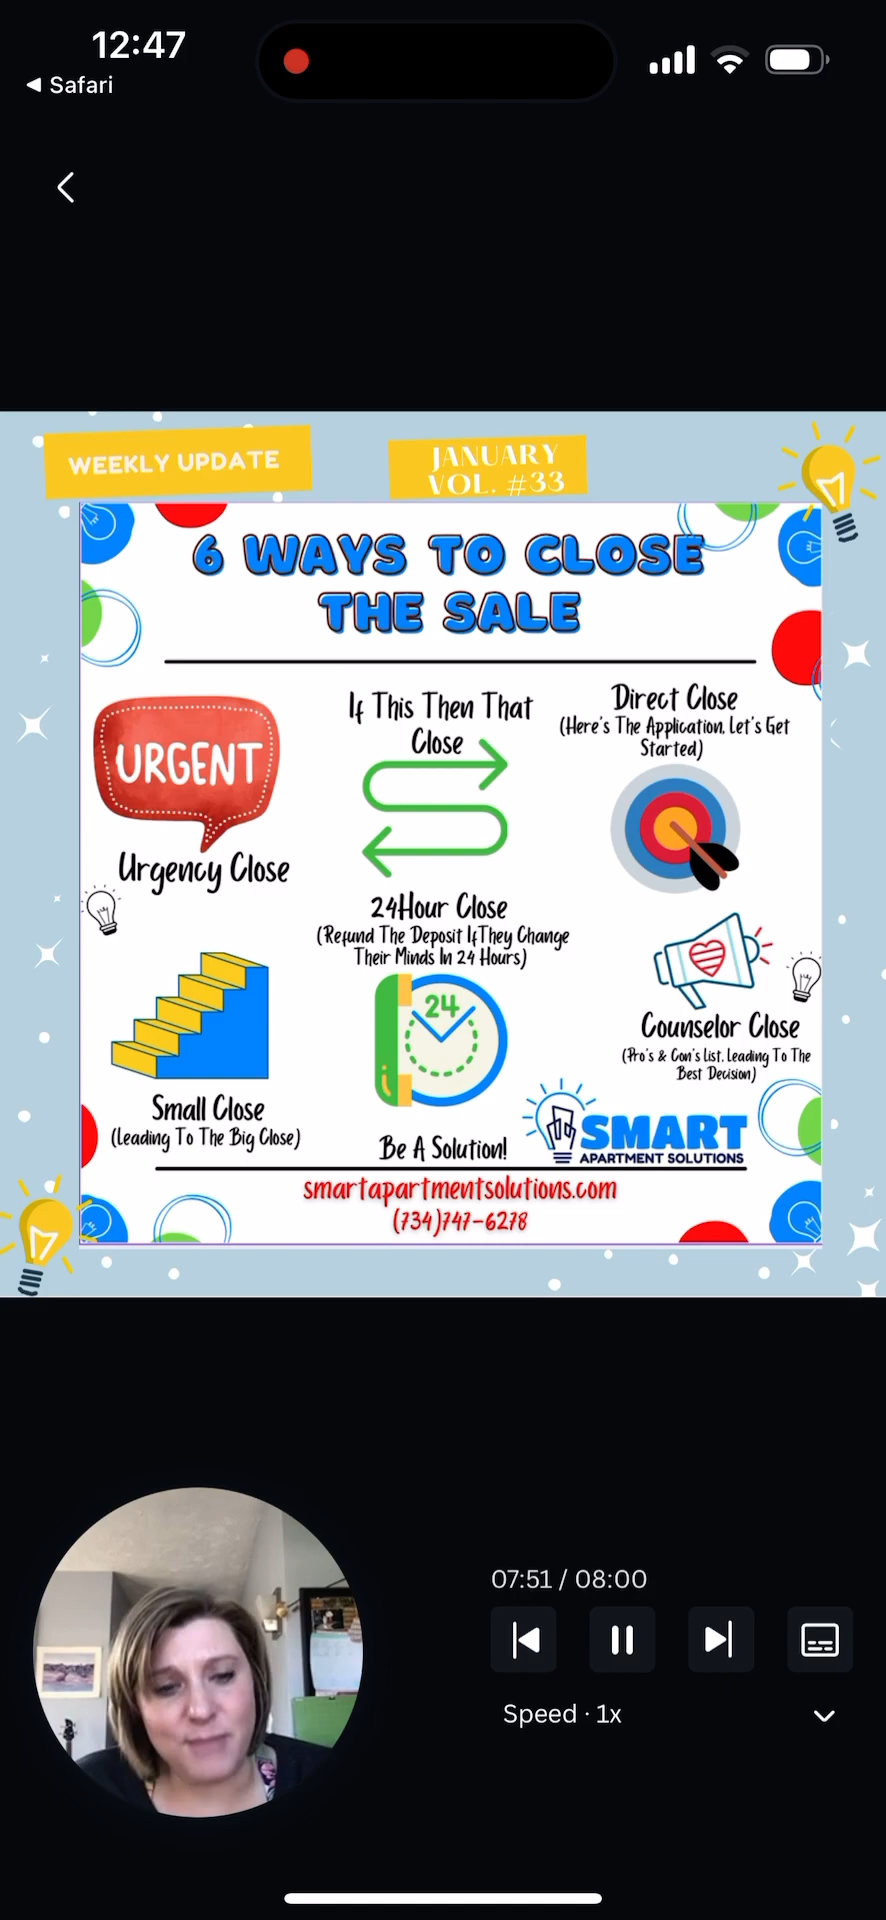 12:47
Safari
WEEKLY UPDATE
JANUARY
VOL. #33
6 WAYS TO CLOSE
THE SALE
URGENT
Urgency Close
If This Then That
Close
Direct Close
(Here's The Application, Let's Get
Started)
Small Close
(Leading To The Big Close)
24Hour Close
(Refund The Deposit IfThey Change
Their Minds In 24 Hours)
24
Be A Solution!
Counselor Close
(Pro's & Con's List, Leading To The
Best Decision)
SMART
APARTMENT SOLUTIONS
smartapartmentsolutions.com
(734)747-6278
07:51 / 08:00
Speed · 1x